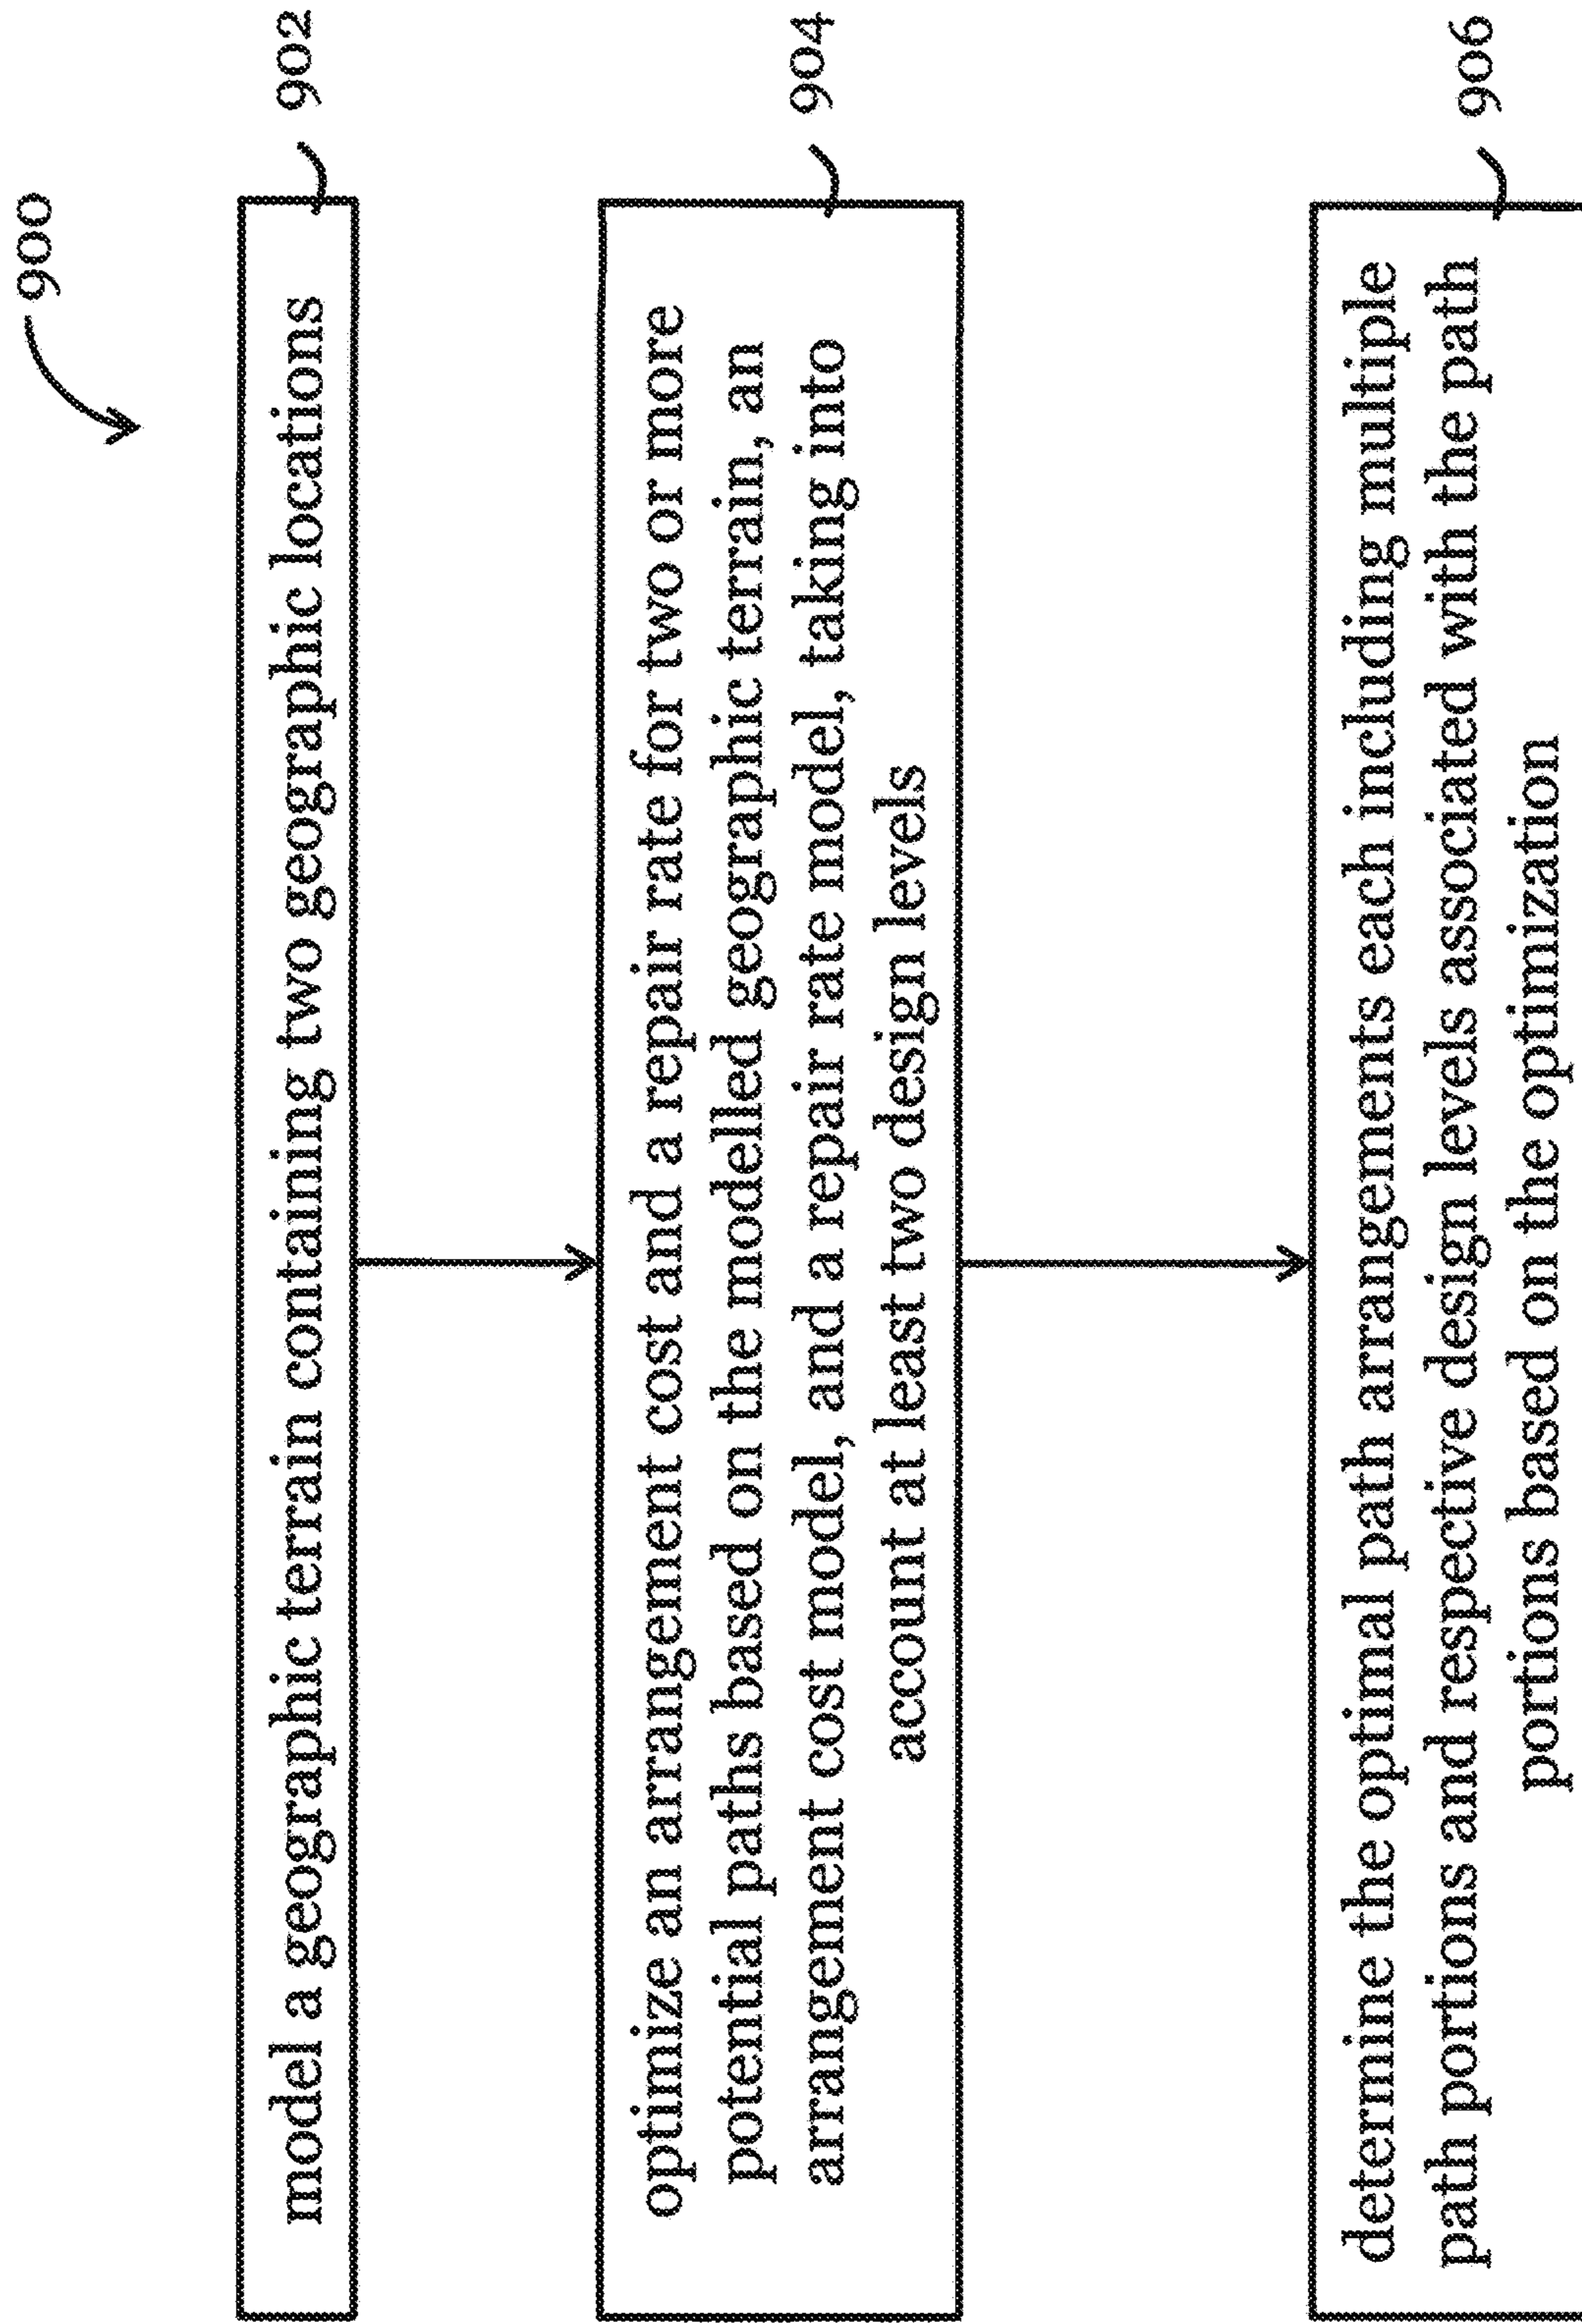 900
model a geographic terrain containing two geographic locations
902
optimize an arrangement cost and a repair rate for two or more
potential paths based on the modelled geographic terrain, an
arrangement cost model, and a repair rate model, taking into
account at least two design levels
904
determine the optimal path arrangements each including multiple
path portions and respective design levels associated with the path
portions based on the optimization
906